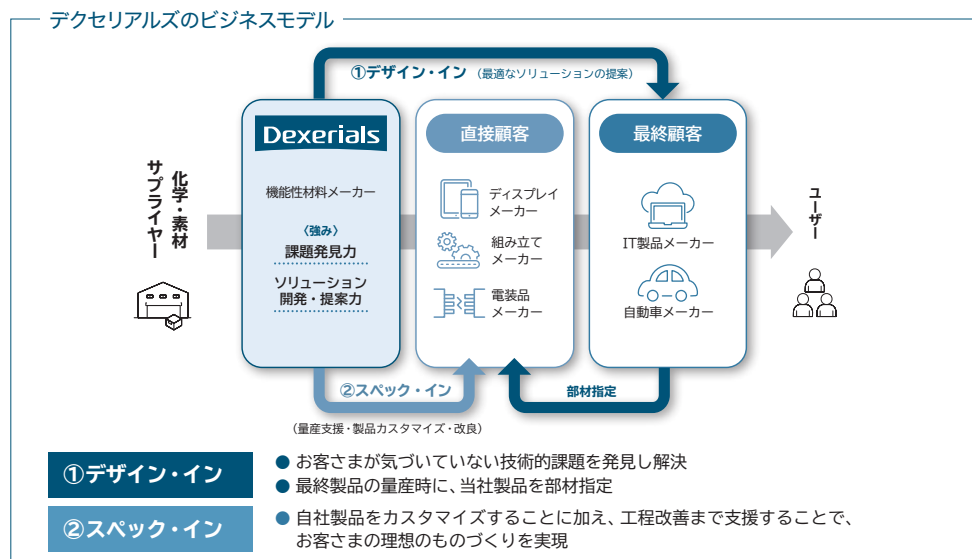 デクセリアルズのビジネスモデル
①デザイン・イン（最適なソリューションの提案）
化学・素材
サプライヤー
Dexerials
機能性材料メーカー
〈強み〉
課題発見力
ソリューション
開発・提案力
直接顧客
ディスプレイ
メーカー
組み立て
メーカー
電装品
メーカー
最終顧客
IT製品メーカー
自動車メーカー
ユーザー
②スペック・イン
（量産支援・製品カスタマイズ・改良）
部材指定
①デザイン・イン
● お客さまが気づいていない技術的課題を発見し解決
● 最終製品の量産時に、当社製品を部材指定
②スペック・イン
● 自社製品をカスタマイズすることに加え、工程改善まで支援することで、
お客さまの理想のものづくりを実現